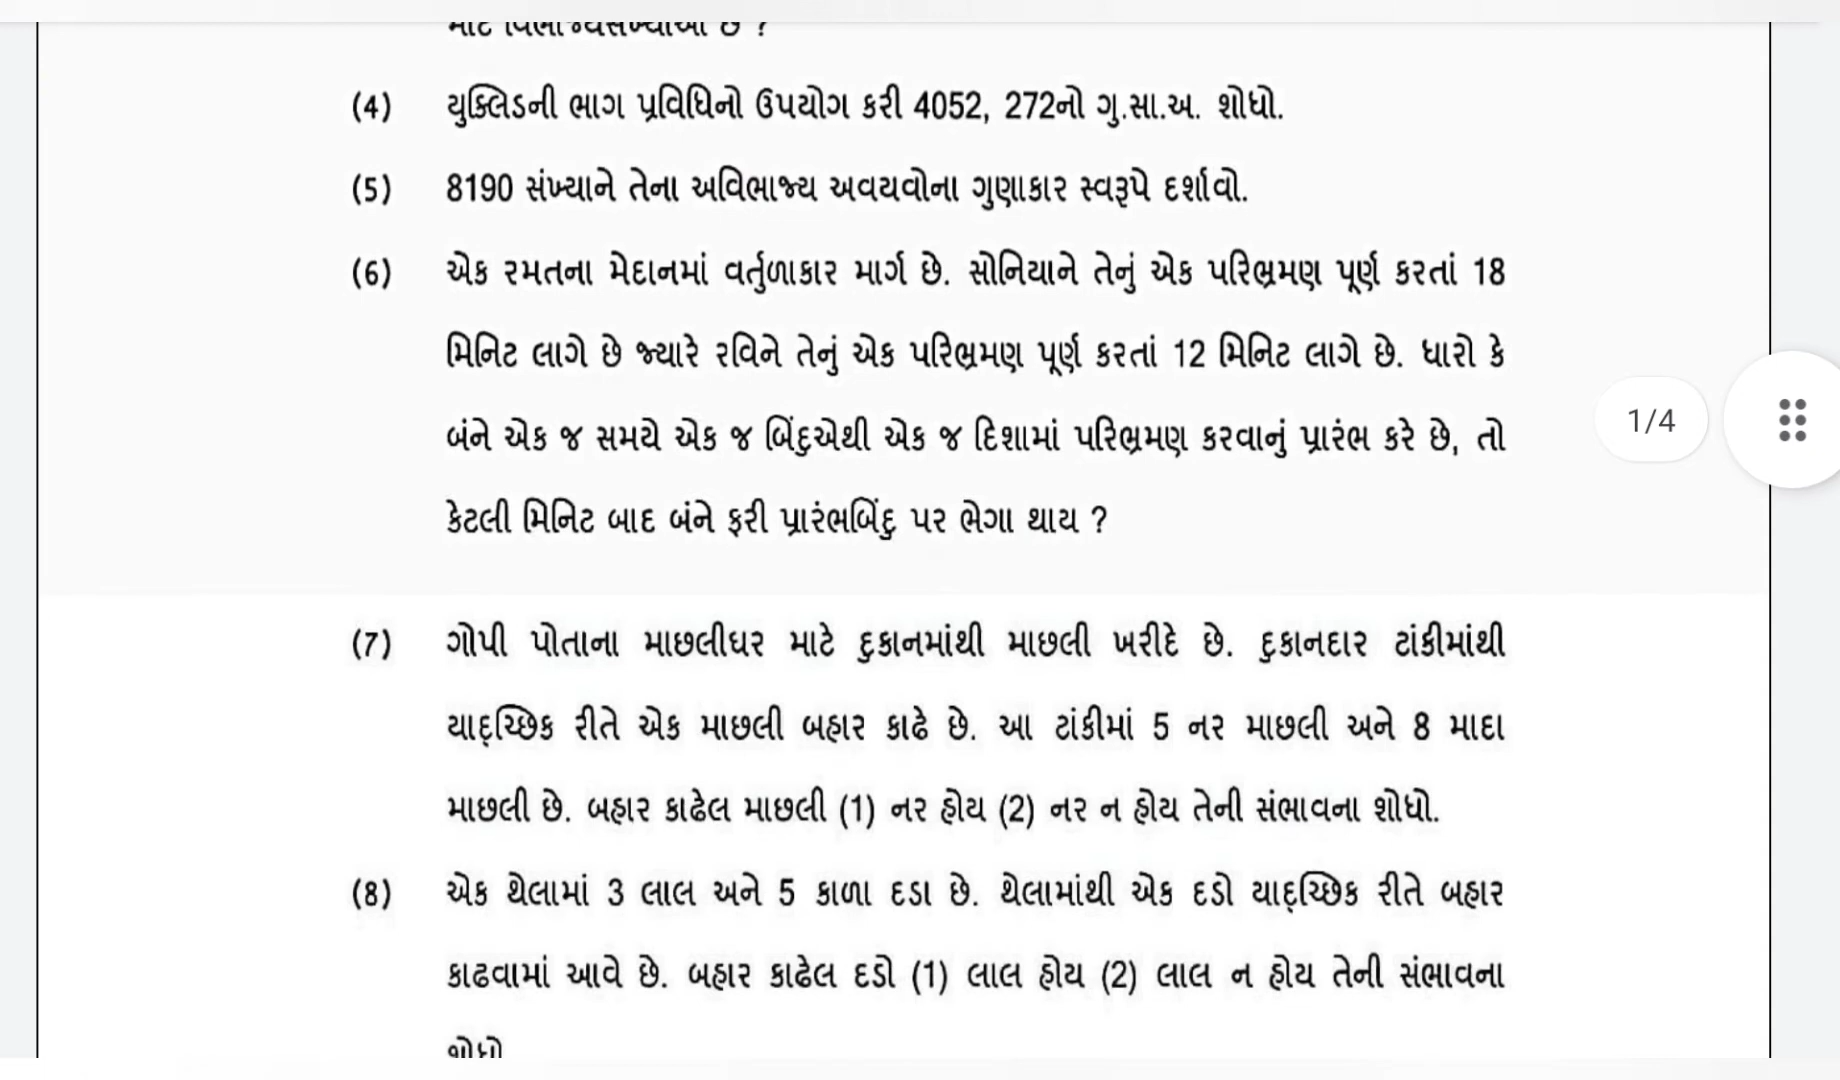 (4) યુક્લિડની ભાગ પ્રવિધિનો ઉપયોગ કરી 4052, 272નો ગુ.સા.અ. શોધો.
(5) 8190 સંખ્યાને તેના અવિભાજ્ય અવયવોના ગુણાકાર સ્વરૂપે દર્શાવો.
(6) એક રમતના મેદાનમાં વર્તુળાકાર માર્ગ છે. સોનિયાને તેનું એક પરિભ્રમણ પૂર્ણ કરતાં 18
મિનિટ લાગે છે જ્યારે રવિને તેનું એક પરિભ્રમણ પૂર્ણ કરતાં 12 મિનિટ લાગે છે. ધારો કે
બંને એક જ સમયે એક જ બિંદુએથી એક જ દિશામાં પરિભ્રમણ કરવાનું પ્રારંભ કરે છે, તો
કેટલી મિનિટ બાદ બંને ફરી પ્રારંભબિંદુ પર ભેગા થાય ?
1/4
(7) ગોપી પોતાના માછલીઘર માટે દુકાનમાંથી માછલી ખરીદે છે. દુકાનદાર ટાંકીમાંથી
યાદ્દચ્છિક રીતે એક માછલી બહાર કાઢે છે. આ ટાંકીમાં 5 નર માછલી અને 8 માદા
માછલી છે. બહાર કાઢેલ માછલી (1) નર હોય (2) નર ન હોય તેની સંભાવના શોધો.
(8) એક થેલામાં 3 લાલ અને 5 કાળા દડા છે. થેલામાંથી એક દડો યાદ્દચ્છિક રીતે બહાર
કાઢવામાં આવે છે. બહાર કાઢેલ દડો (1) લાલ હોય (2) લાલ ન હોય તેની સંભાવના
શોધો